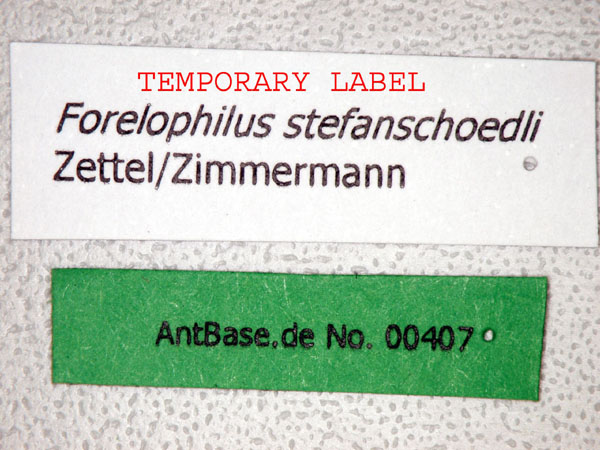 TEMPORARY LABEL
Forelophilus stefanschoedli
Zettel/Zimmermann
AntBase.de No. 00407